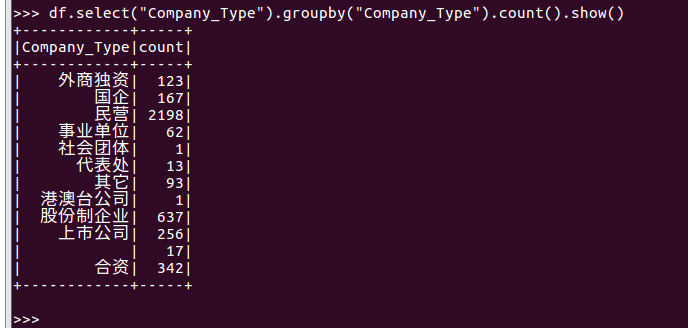 >>> df.select("Company_Type").groupby("Company_Type").count().show()
+------------+-----+
|Company_Type|count|
+------------+-----+
|    外商独资|  123|
|        国企|  167|
|        民营| 2198|
|    事业单位|   62|
|    社会团体|    1|
|      代表处|   13|
|        其它|   93|
|  港澳台公司|    1|
|  股份制企业|  637|
|    上市公司|  256|
|            |   17|
|        合资|  342|
+------------+-----+
>>>